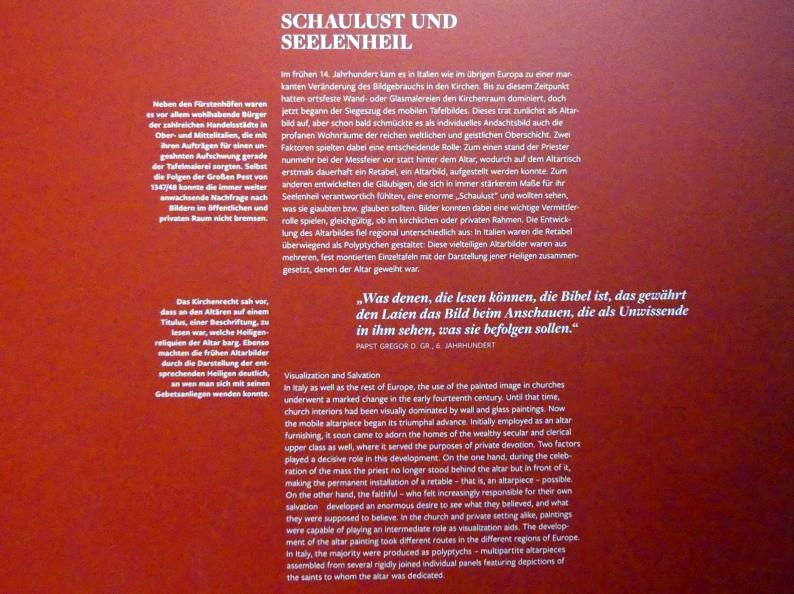 SCHAULUST UND
SEELENHEIL
Im frühen 14. Jahrhundert kam es in Italien wie im übrigen Europa zu einer mar-
kanten Veränderung des Bildgebrauchs in den Kirchen. Bis zu diesem Zeitpunkt
hatten ortsfeste Wand- oder Glasmalereien den Kirchenraum dominiert, doch
jetzt begann der Siegeszug des mobilen Tafelbildes. Dieses trat zunächst als Altar-
bild auf, aber schon bald schmückte es als individuelles Andachtsbild auch die
profanen Wohnräume der reichen weltlichen und geistlichen Oberschicht. Zwei
Faktoren spielten dabei eine entscheidende Rolle: Zum einen stand der Priester
nunmehr bei der Messfeier vor statt hinter dem Altar, wodurch auf dem Altartisch
erstmals dauerhaft ein Retabel, ein Altarbild, aufgestellt werden konnte. Zum
anderen entwickelten die Gläubigen, die sich in immer stärkerem Maße für ihr
Seelenheil verantwortlich fühlten, eine enorme „Schaulust“ und wollten sehen,
was sie glaubten bzw. glauben sollten. Bilder konnten dabei eine wichtige Vermittler-
rolle spielen, gleichgültig, ob im kirchlichen oder privaten Rahmen. Die Entwick-
lung des Altarbildes fiel regional unterschiedlich aus: In Italien waren die Retabel
überwiegend als Polyptychen gestaltet: Diese vielteiligen Altarbilder waren aus
mehreren, fest montierten Einzeltafeln mit der Darstellung jener Heiligen zusammen-
gesetzt, denen der Altar geweiht war.
Neben den Fürstenhöfen waren
es vor allem wohlhabende Bürger
der zahlreichen Handelsstädte in
Ober- und Mittelitalien, die mit
ihren Aufträgen für einen un-
geahnten Aufschwung gerade
der Tafelmalerei sorgten. Selbst
die Folgen der Großen Pest von
1347/48 konnte die immer weiter
anwachsende Nachfrage nach
Bildern im öffentlichen und
privaten Raum nicht bremsen.
„Was denen, die lesen können, die Bibel ist, das gewährt
den Laien das Bild beim Anschauen, die als Unwissende
in ihm sehen, was sie befolgen sollen.“
PAPST GREGOR D. GR., 6. JAHRHUNDERT
Das Kirchenrecht sah vor,
dass an den Altären auf einem
Titulus, einer Beschriftung, zu
lesen war, welche Heiligen-
reliquien der Altar barg. Ebenso
machten die frühen Altarbilder
durch die Darstellung der ent-
sprechenden Heiligen deutlich,
an wen man sich mit seinen
Gebetsanliegen wenden konnte.
Visualization and Salvation
In Italy as well as the rest of Europe, the use of the painted image in churches
underwent a marked change in the early fourteenth century. Until that time,
church interiors had been visually dominated by wall and glass paintings. Now
the mobile altarpiece began its triumphal advance. Initially employed as an altar
furnishing, it soon came to adorn the homes of the wealthy secular and clerical
upper class as well, where it served the purposes of private devotion. Two factors
played a decisive role in this development. On the one hand, during the celeb-
ration of the mass the priest no longer stood behind the altar but in front of it,
making the permanent installation of a retable – that is, an altarpiece – possible.
On the other hand, the faithful – who felt increasingly responsible for their own
salvation developed an enormous desire to see what they believed, and what
they were supposed to believe. In the church and private setting alike, paintings
were capable of playing an intermediate role as visualization aids. The develop-
ment of the altar painting took different routes in the different regions of Europe.
In Italy, the majority were produced as polyptychs – multipartite altarpieces
assembled from several rigidly joined individual panels featuring depictions of
the saints to whom the altar was dedicated.